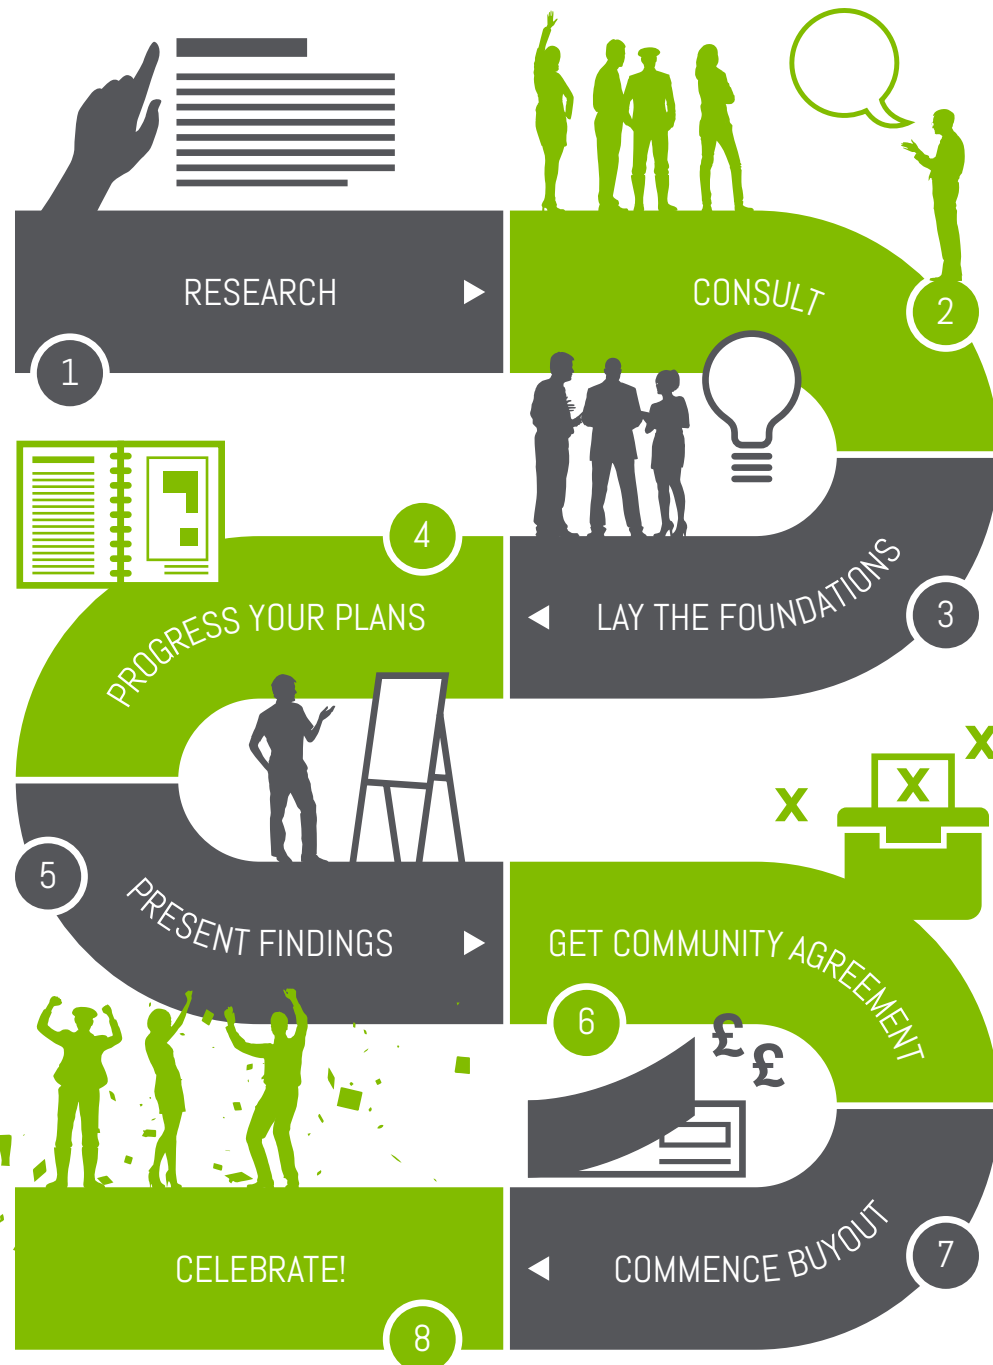 RESEARCH
1
CONSULT
2
LAY THE FOUNDATIONS
3
4
PROGRESS YOUR PLANS
5
PRESENT FINDINGS
X
X
X
GET COMMUNITY AGREEMENT
6
£
£
COMMENCE BUYOUT
7
CELEBRATE!
8